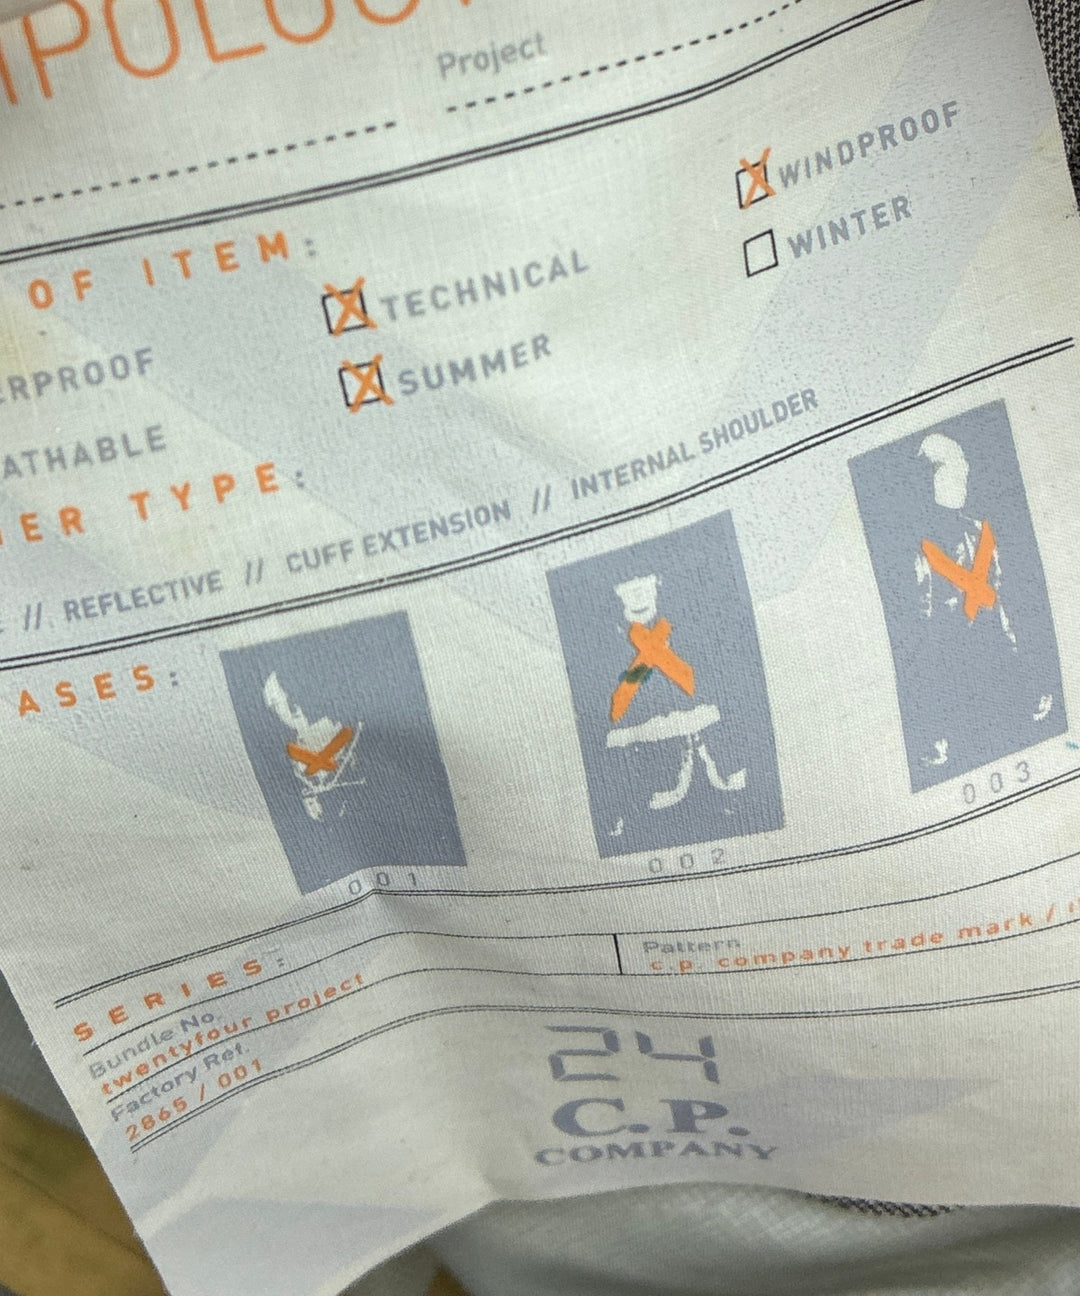 Project
OF ITEM:
☒ WINDPROOF
☒ TECHNICAL
☐ WINTER
ERPROOF
☒ SUMMER
ATHABLE
ER TYPE:
// REFLECTIVE // CUFF EXTENSION // INTERNAL SHOULDER
ASES:
001
002
003
SERIES:
Bundle No.
twentyfour project
Pattern
c.p. company trade mark /
Factory Ref.
2865 / 001
24
C.P.
COMPANY